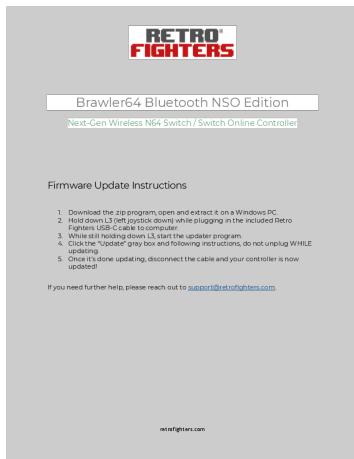 RETRO®
FIGHTERS
Brawler64 Bluetooth NSO Edition
Next-Gen Wireless N64 Switch / Switch Online Controller
Firmware Update Instructions
1. Download the .zip program, open and extract it on a Windows PC.
2. Hold down L3 (left joystick down) while plugging in the included Retro
Fighters USB-C cable to computer.
3. While still holding down L3, start the updater program.
4. Click the "Update" gray box and following instructions, do not unplug WHILE
updating.
5. Once it's done updating, disconnect the cable and your controller is now
updated!
If you need further help, please reach out to support@retrofighters.com.
retrofighters.com